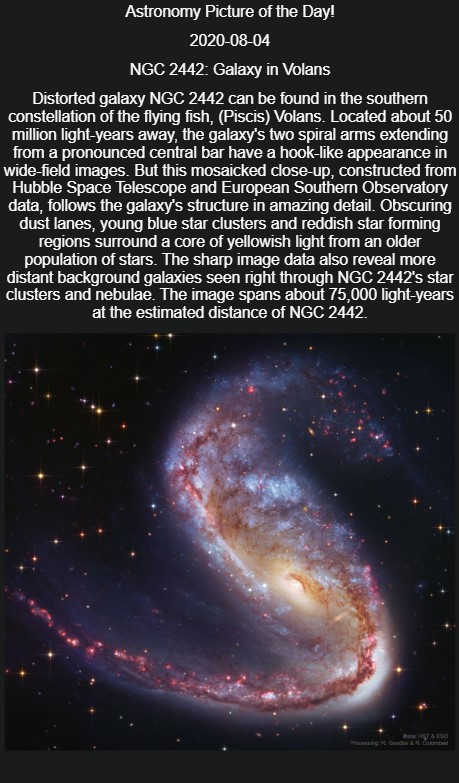 Astronomy Picture of the Day!
2020-08-04
NGC 2442: Galaxy in Volans
Distorted galaxy NGC 2442 can be found in the southern
constellation of the flying fish, (Piscis) Volans. Located about 50
million light-years away, the galaxy's two spiral arms extending
from a pronounced central bar have a hook-like appearance in
wide-field images. But this mosaicked close-up, constructed from
Hubble Space Telescope and European Southern Observatory
data, follows the galaxy's structure in amazing detail. Obscuring
dust lanes, young blue star clusters and reddish star forming
regions surround a core of yellowish light from an older
population of stars. The sharp image data also reveal more
distant background galaxies seen right through NGC 2442's star
clusters and nebulae. The image spans about 75,000 light-years
at the estimated distance of NGC 2442.
Data: HST & ESO
Processing: R. Gendler & R. Colombari